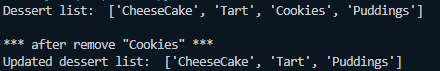 Dessert list:  ['CheeseCake', 'Tart', 'Cookies', 'Puddings']
*** after remove "Cookies" ***
Updated dessert list:  ['CheeseCake', 'Tart', 'Puddings']